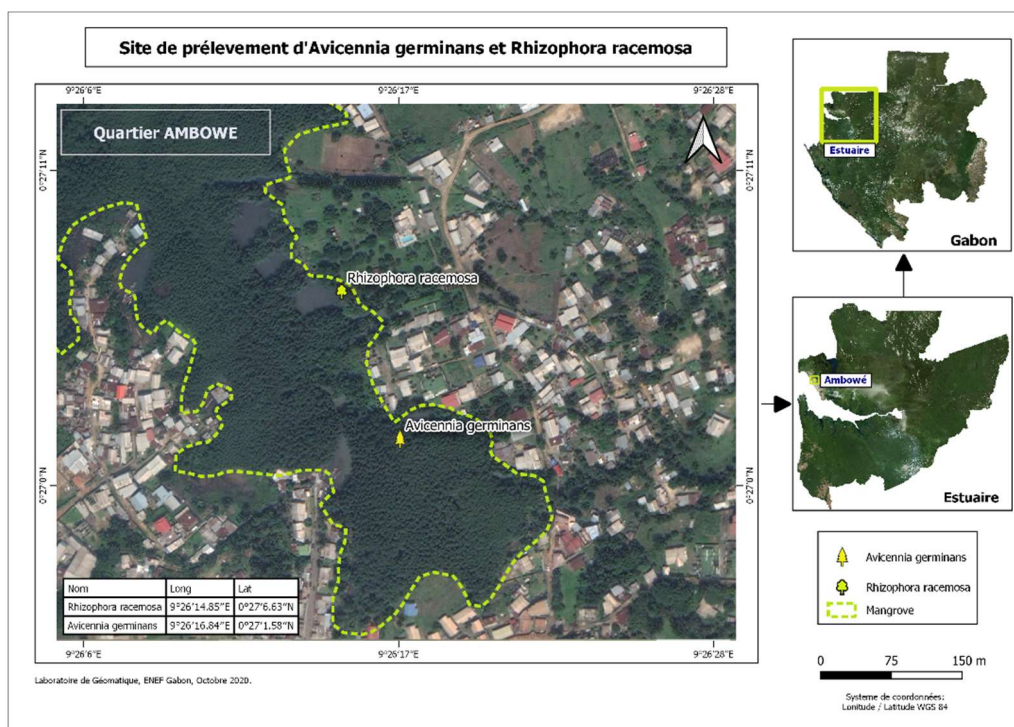 Site de prélevement d'Avicennia germinans et Rhizophora racemosa
9°26'6"E 9°26'17"E 9°26'28"E
Quartier AMBOWE
0°27'11"N 0°27'11"N
Rhizophora racemosa
Avicennia germinans
0°27'0"N 0°27'0"N
Nom Long Lat
Rhizophora racemosa 9°26'14.85"E 0°27'6.63"N
Avicennia germinans 9°26'16.84"E 0°27'1.58"N
9°26'6"E 9°26'17"E 9°26'28"E
Laboratoire de Géomatique, ENEF Gabon, Octobre 2020.
Estuaire
Gabon
Ambowé
Estuaire
Avicennia germinans
Rhizophora racemosa
Mangrove
0 75 150 m
Systeme de coordonnées:
Lonitude / Latitude WGS 84